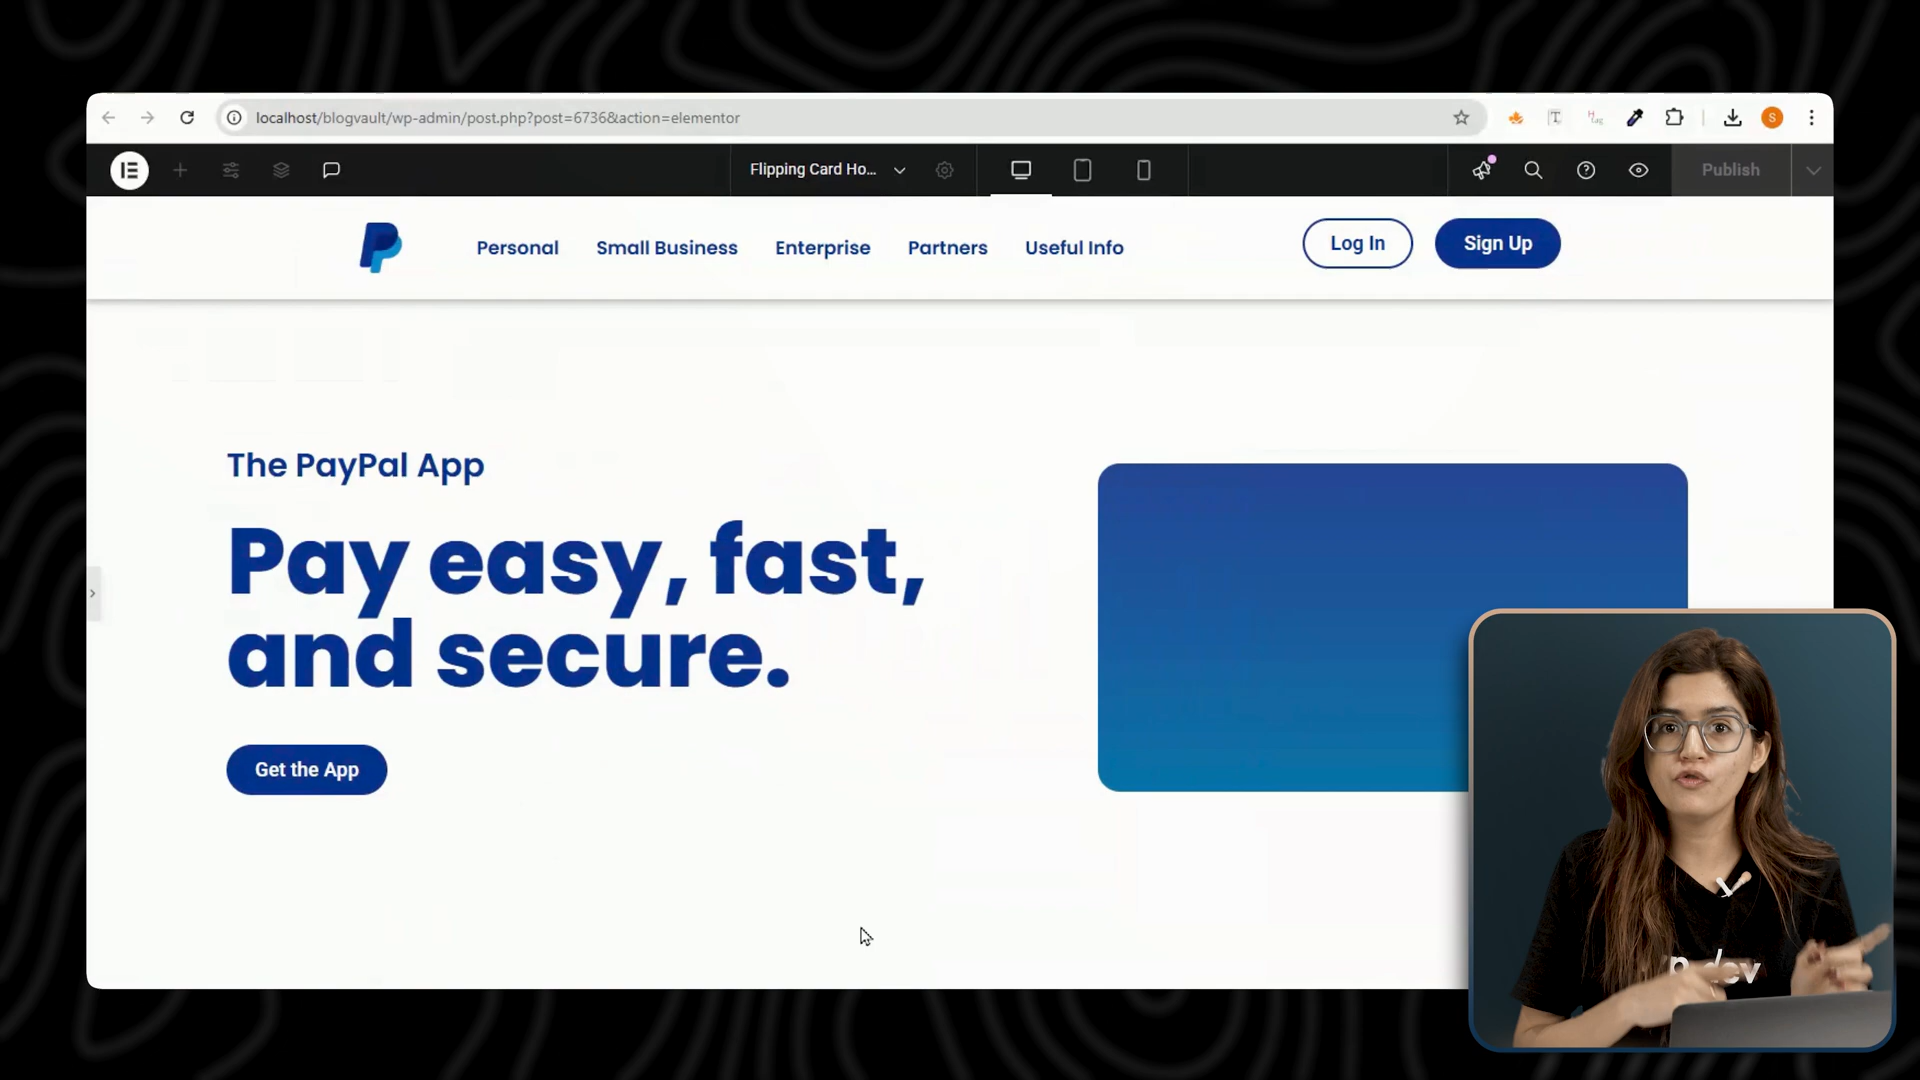 localhost/blogvault/wp-admin/post.php?post=6736&action=elementor
Flipping Card Ho...
Publish
Personal
Small Business
Enterprise
Partners
Useful Info
Log In
Sign Up
The PayPal App
Pay easy, fast,
and secure.
Get the App
S